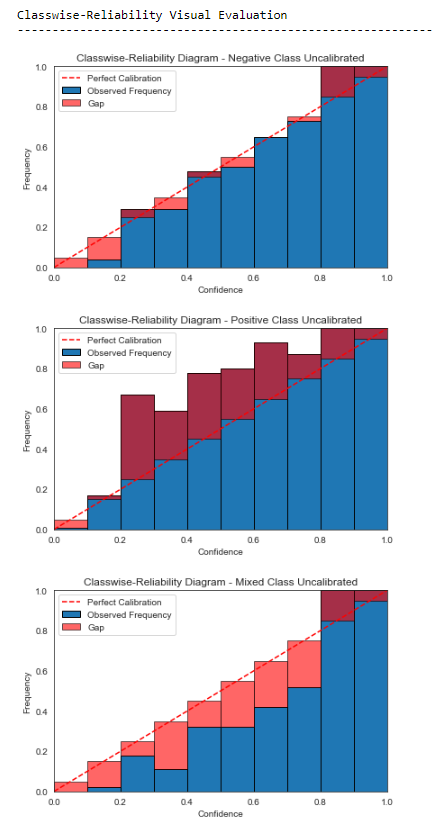 Classwise-Reliability Visual Evaluation
--------------------------------------------------------------
Classwise-Reliability Diagram - Negative Class Uncalibrated
1.0
Perfect Calibration
Observed Frequency
Gap
0.8
0.6
Frequency
0.4
0.2
0.0
0.0 0.2 0.4 0.6 0.8 1.0
Confidence
Classwise-Reliability Diagram - Positive Class Uncalibrated
1.0
Perfect Calibration
Observed Frequency
Gap
0.8
0.6
Frequency
0.4
0.2
0.0
0.0 0.2 0.4 0.6 0.8 1.0
Confidence
Classwise-Reliability Diagram - Mixed Class Uncalibrated
1.0
Perfect Calibration
Observed Frequency
Gap
0.8
0.6
Frequency
0.4
0.2
0.0
0.0 0.2 0.4 0.6 0.8 1.0
Confidence